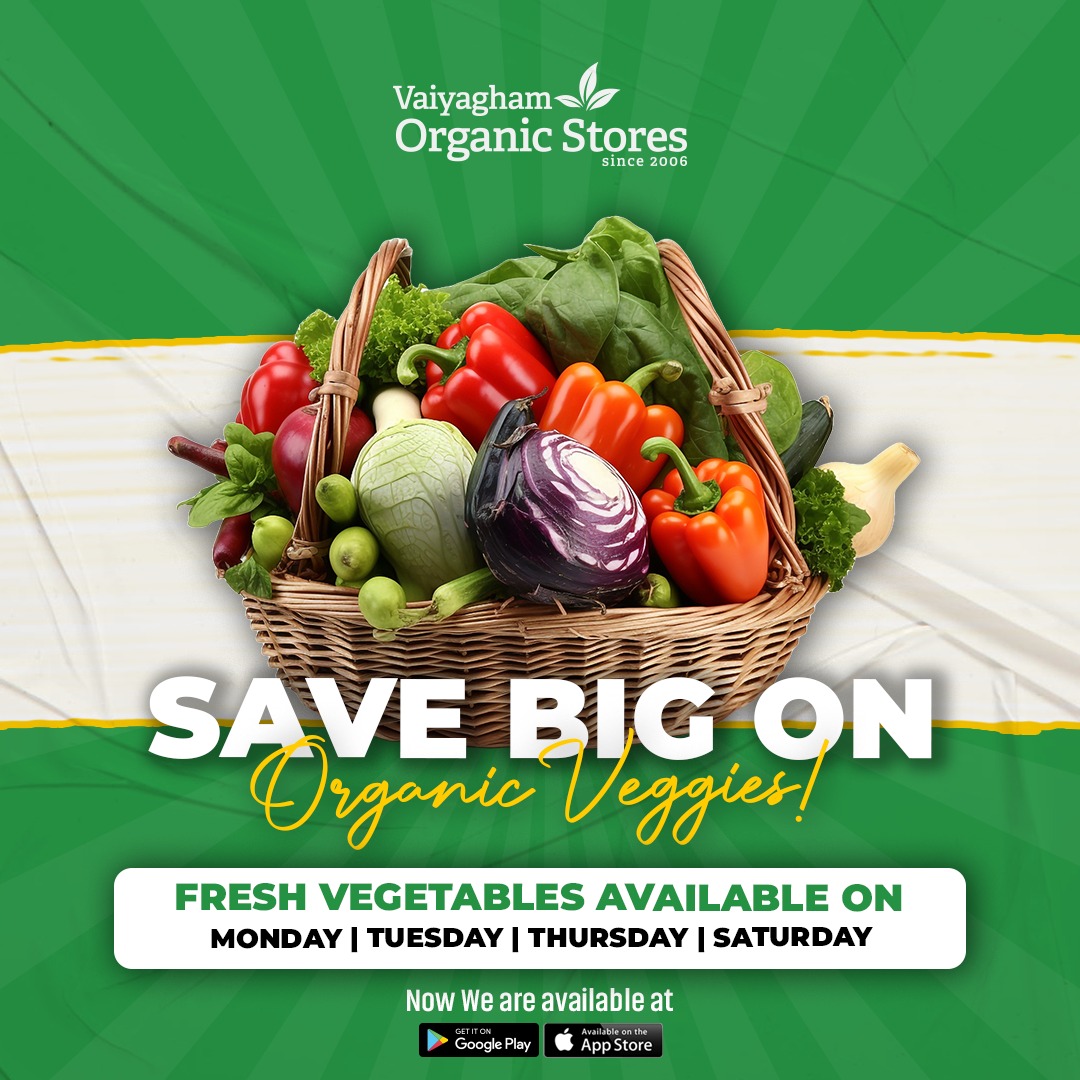 Vaiyagham
Organic Stores
since 2006
SAVE BIG ON
Organic Veggies!
FRESH VEGETABLES AVAILABLE ON
MONDAY | TUESDAY | THURSDAY | SATURDAY
Now We are available at
GET IT ON
Google Play
Available on the
App Store